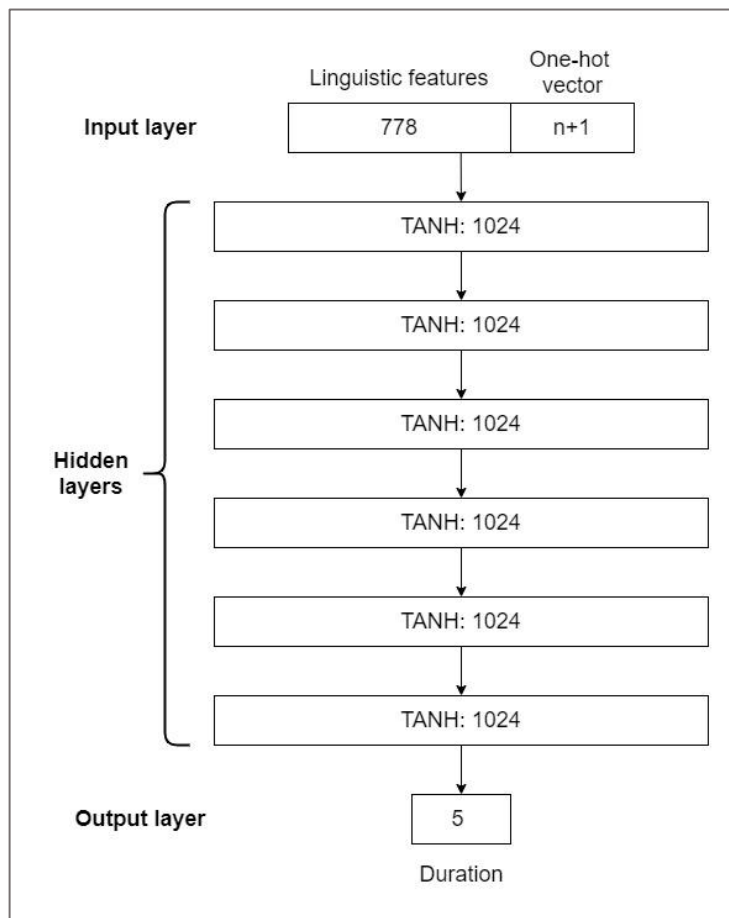 One-hot
vector
Linguistic features
Input layer
778
n+1
TANH: 1024
TANH: 1024
TANH: 1024
Hidden
layers
TANH: 1024
TANH: 1024
TANH: 1024
Output layer
5
Duration